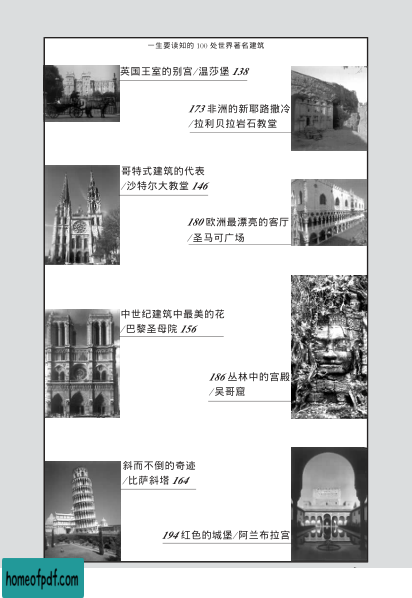 一生要读知的 100 处世界著名建筑
英国王室的别宫/温莎堡 138
173 非洲的新耶路撒冷
/拉利贝拉岩石教堂
哥特式建筑的代表
/沙特尔大教堂 146
180 欧洲最漂亮的客厅
/圣马可广场
中世纪建筑中最美的花
/巴黎圣母院 156
186 丛林中的宫殿
/吴哥窟
斜而不倒的奇迹
/比萨斜塔 164
194 红色的城堡/阿兰布拉宫
homeofpdf.com